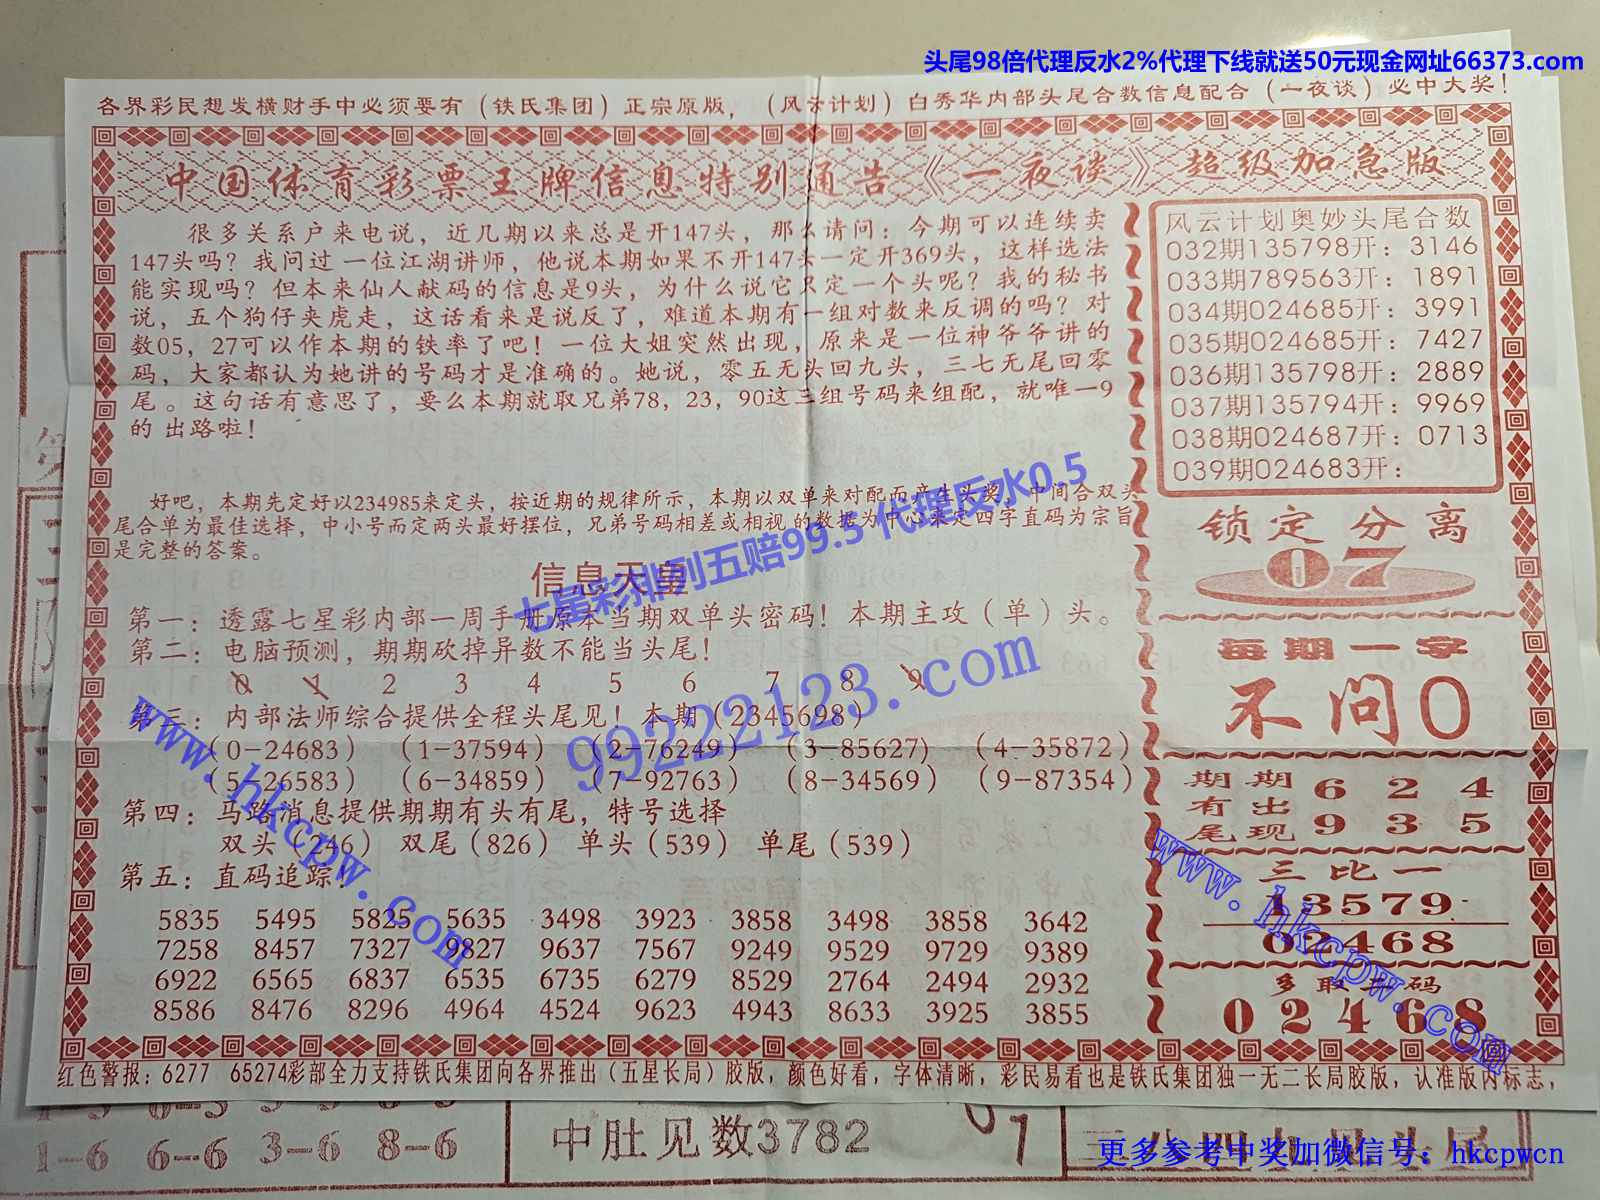 头尾98倍代理反水2%代理下线就送50元现金网址66373.com
各界彩民想发横财手中必须要有（铁氏集团）正宗原版，（风云计划）白秀华内部头尾合数信息配合（一夜谈）必中大奖！
中国体育彩票王牌信息特别通告《一夜谈》超级加急版
很多关系户来电说，近几期以来总是开147头，那么请问：今期可以连续卖
147头吗？我问过一位江湖讲师，他说本期如果不开147头一定开369头，这样选法
能实现吗？但本来仙人献码的信息是9头，为什么说它只定一个头呢？我的秘书
说，五个狗仔夹虎走，这话看来是说反了，难道本期有一组对数来反调的吗？对
数05，27可以作本期的铁率了吧！一位大姐突然出现，原来是一位神爷爷讲的
码，大家都认为她讲的号码才是准确的。她说，零五无头回九头，三七无尾回零
尾。这句话有意思了，要么本期就取兄弟78，23，90这三组号码来组配，就唯一9
的出路啦！
好吧，本期先定好以234985来定头，按近期的规律所示，本期以双单来对配而产生头奖，中间合双头
尾合单为最佳选择，中小号而定两头最好摆位，兄弟号码相差或相视的数据为中心来定四字直码为宗旨
是完整的答案。
七星彩排列五赔99.5 代理反水0.5
信息天皇
第一：透露七星彩内部一周手册原本当期双单头密码！本期主攻（单）头。
第二：电脑预测，期期砍掉异数不能当头尾！
0 1 2 3 4 5 6 7 8 9
第三：内部法师综合提供全程头尾见！本期（2345698）
（0-24683）（1-37594）（2-76249）（3-85627）（4-35872）
（5-26583）（6-34859）（7-92763）（8-34569）（9-87354）
99222123.com
第四：马路消息提供期期有头有尾，特号选择
双头（246） 双尾（826） 单头（539） 单尾（539）
www.hkcpw.com
第五：直码追踪：
5835 5495 5825 5635 3498 3923 3858 3498 3858 3642
7258 8457 7327 9827 9637 7567 9249 9529 9729 9389
6922 6565 6837 6535 6735 6279 8529 2764 2494 2932
8586 8476 8296 4964 4524 9623 4943 8633 3925 3855
风云计划奥妙头尾合数
032期135798开：3146
033期789563开：1891
034期024685开：3991
035期024685开：7427
036期135798开：2889
037期135794开：9969
038期024687开：0713
039期024683开：
锁定分离
07
每期一字
不问0
期期 6 2 4
有出
尾现 9 3 5
三比一
13579
02468
www.hkcpw.com
多取头码
02468
红色警报：6277 65274彩部全力支持铁氏集团向各界推出（五星长局）胶版，颜色好看，字体清晰，彩民易看也是铁氏集团独一无二长局胶版，认准版内标志，
1-6 6-6 3-6 8-6
中肚见数3782
更多参考中奖加微信号：hkcpwcn